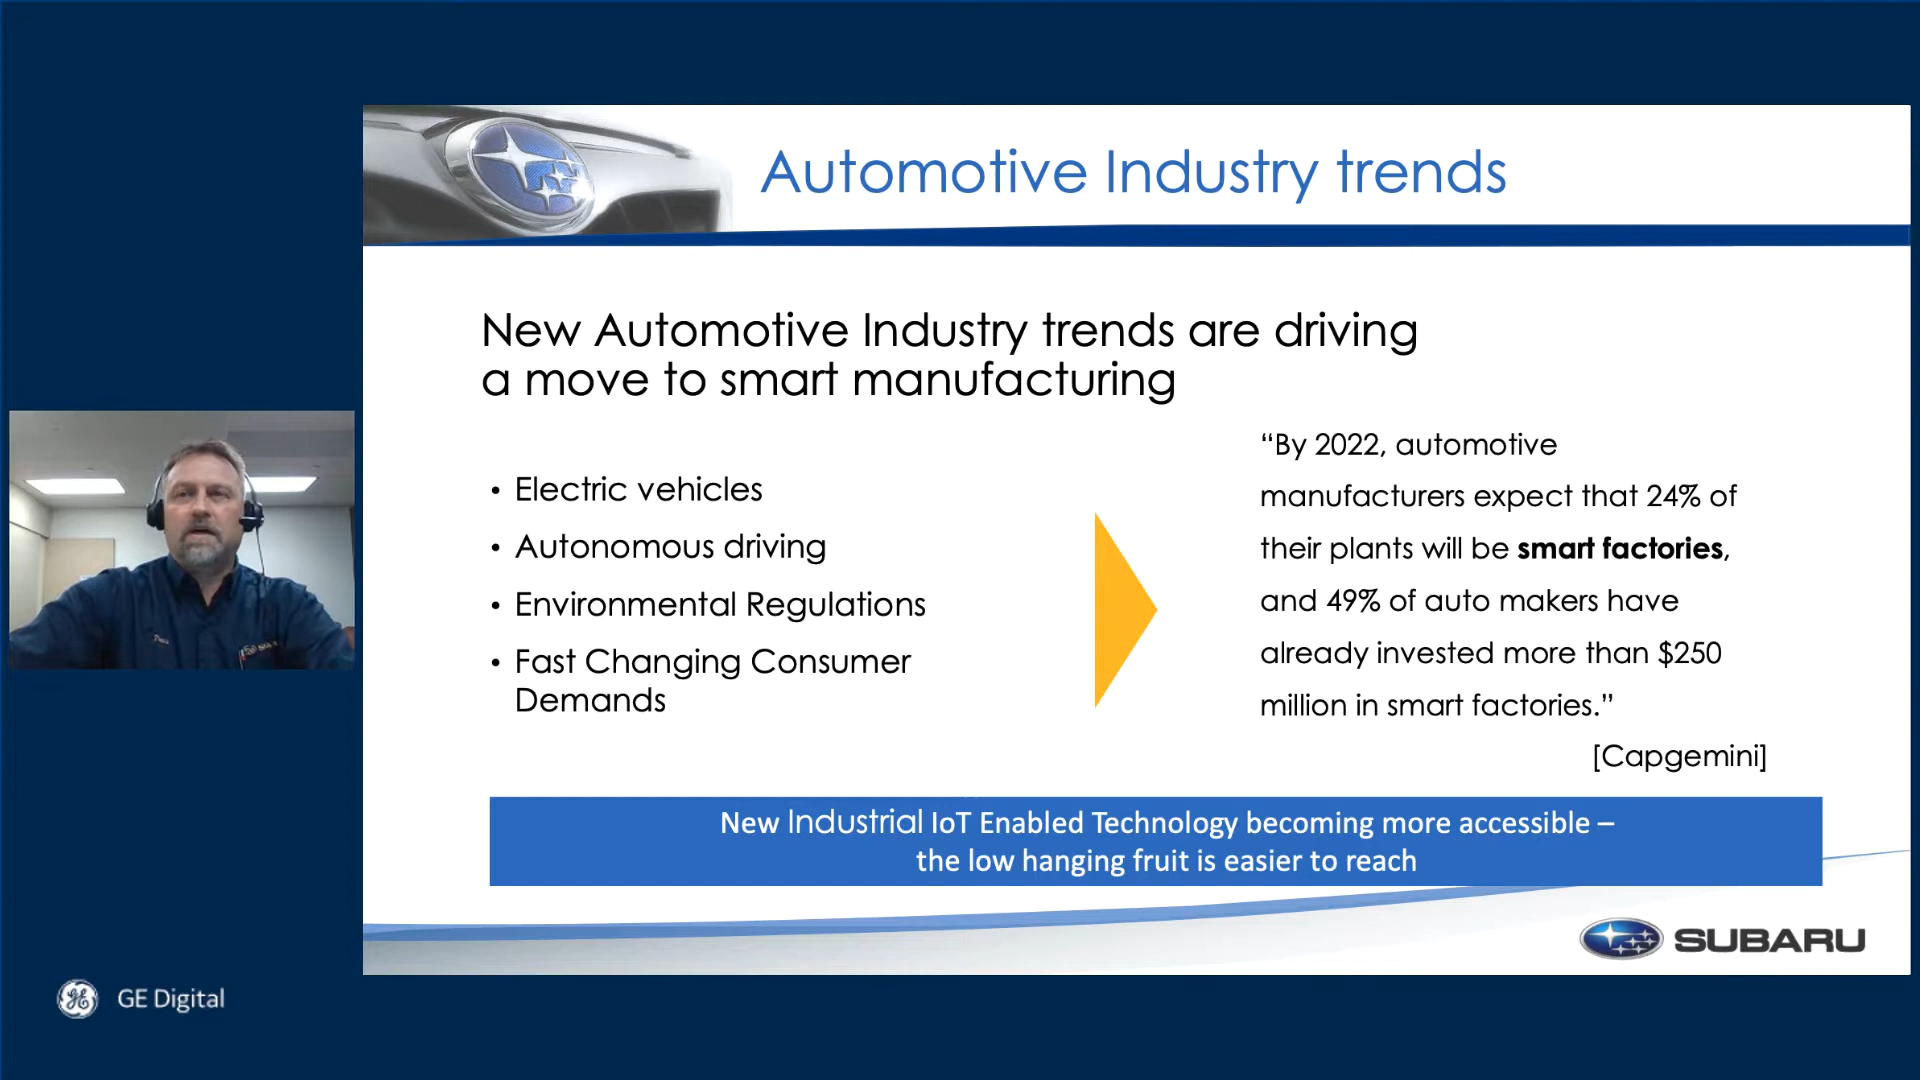 Automotive Industry trends
New Automotive Industry trends are driving
a move to smart manufacturing
• Electric vehicles
• Autonomous driving
• Environmental Regulations
• Fast Changing Consumer
Demands
“By 2022, automotive
manufacturers expect that 24% of
their plants will be smart factories,
and 49% of auto makers have
already invested more than $250
million in smart factories.”
[Capgemini]
New Industrial IoT Enabled Technology becoming more accessible –
the low hanging fruit is easier to reach
SUBARU
GE Digital